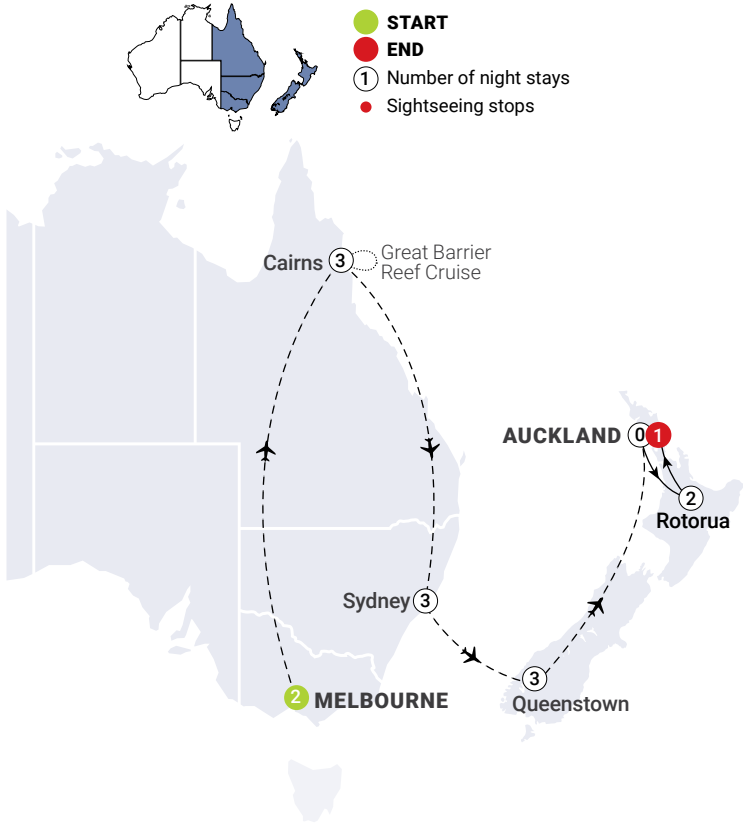 START
END
1 Number of night stays
Sightseeing stops
Cairns 3 Great Barrier
Reef Cruise
AUCKLAND 0 1
2
Rotorua
Sydney 3
3
Queenstown
2 MELBOURNE